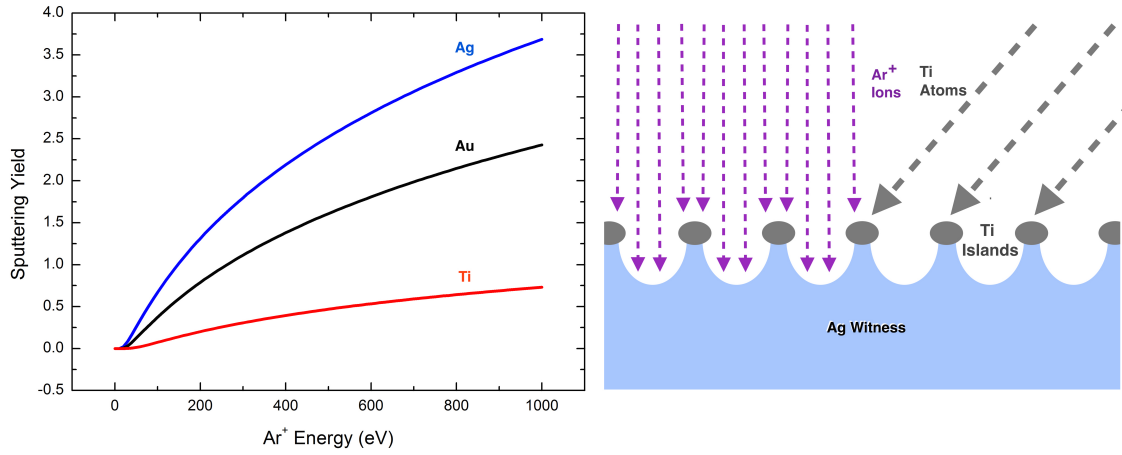 4.0
3.5
3.0
2.5
2.0
1.5
1.0
0.5
0.0
-0.5
Sputtering Yield
Ag
Au
Ti
0
200
400
600
800
1000
Ar+ Energy (eV)
Ar+
Ions
Ti
Atoms
Ti
Islands
Ag Witness